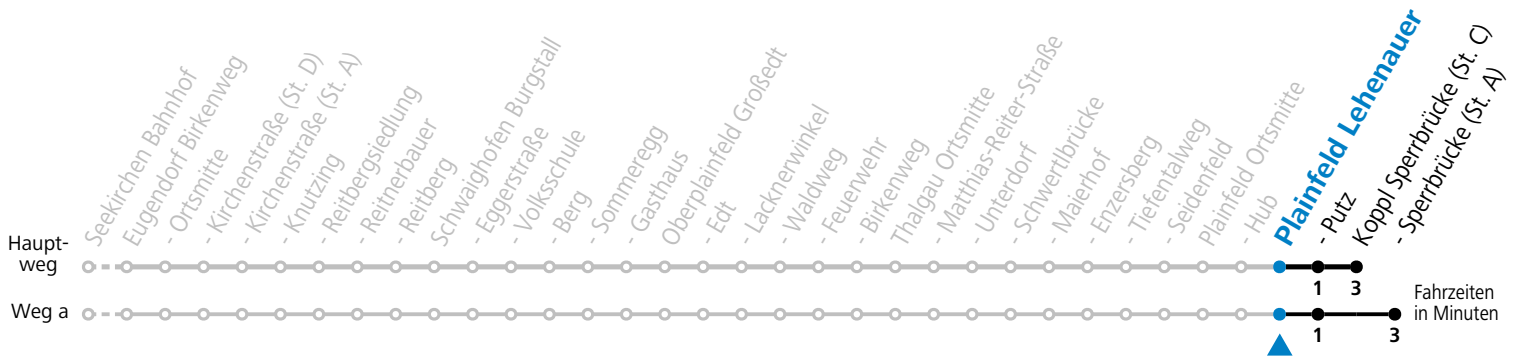 Seekirchen Bahnhof
Eugendorf Birkenweg
- Ortsmitte
- Kirchenstraße (St. D)
- Kirchenstraße (St. A)
- Knutzing
- Reitbergsiedlung
- Reitnerbauer
- Reitberg
Schwaighofen Burgstall
- Eggerstraße
- Volksschule
- Berg
- Sommeregg
- Gasthaus
Oberplainfeld Großedt
- Edt
- Lacknerwinkel
- Waldweg
- Feuerwehr
- Birkenweg
Thalgau Ortsmitte
- Matthias-Reiter-Straße
- Unterdorf
- Schwertlbrücke
- Maierhof
- Enzersberg
- Tiefentalweg
- Seidenfeld
Plainfeld Ortsmitte
- Hub
Plainfeld Lehenauer
- Putz
Koppl Sperrbrücke (St. C)
- Sperrbrücke (St. A)
Haupt-
weg
1 3
Weg a
1 3
Fahrzeiten
in Minuten